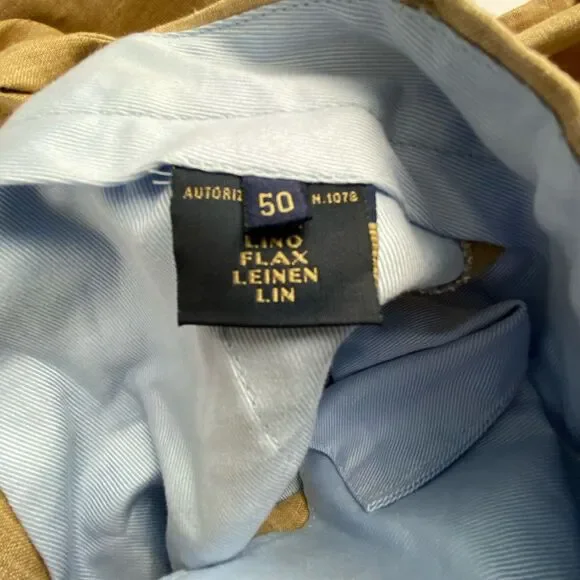 AUTORIZ N.1078
50
LINO
FLAX
LEINEN
LIN